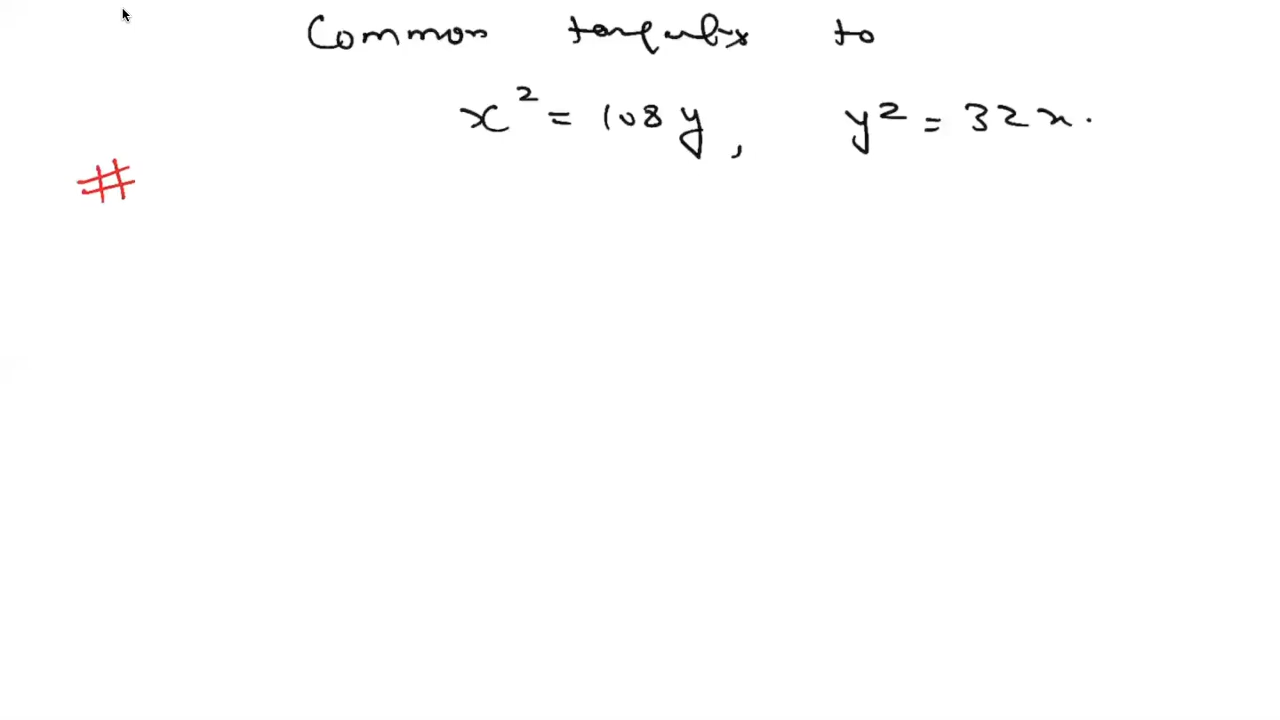 Common tangents to
x² = 108y, y² = 32x.
#